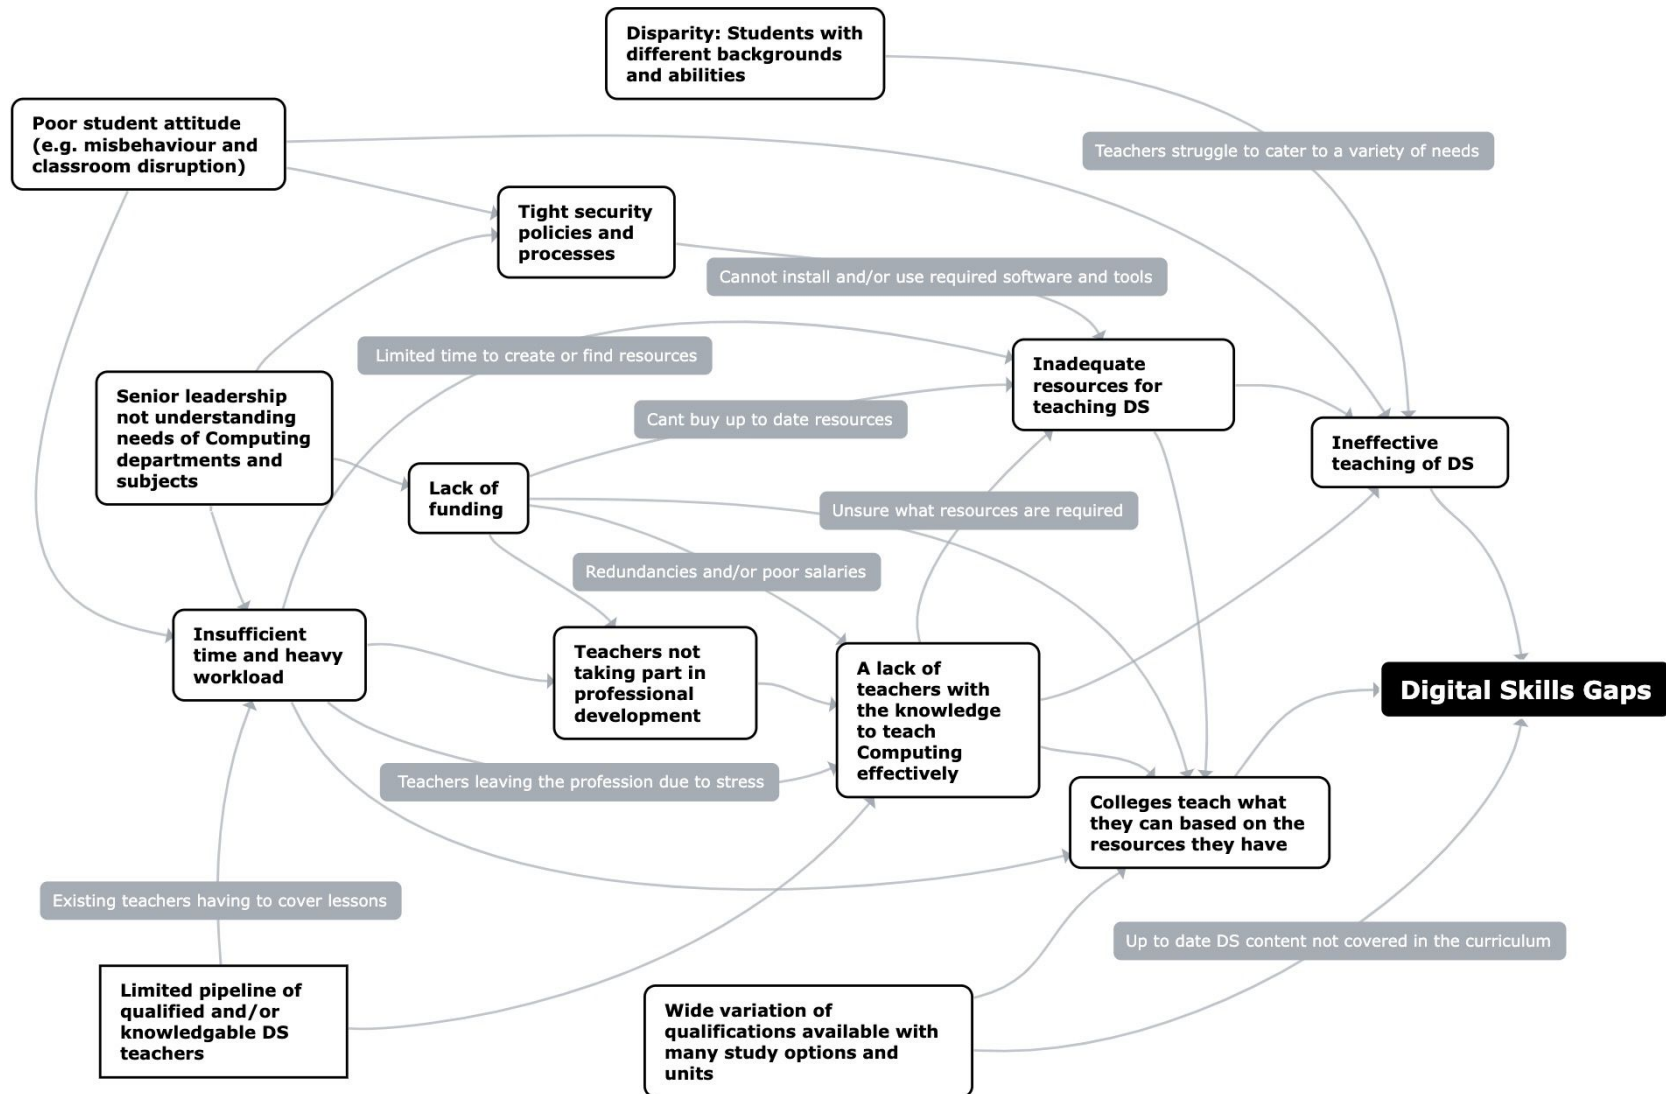 Disparity: Students with
different backgrounds
and abilities
Poor student attitude
(e.g. misbehaviour and
classroom disruption)
Teachers struggle to cater to a variety of needs
Tight security
policies and
processes
Cannot install and/or use required software and tools
Limited time to create or find resources
Inadequate
resources for
teaching DS
Senior leadership
not understanding
needs of Computing
departments and
subjects
Cant buy up to date resources
Ineffective
teaching of DS
Lack of
funding
Unsure what resources are required
Redundancies and/or poor salaries
Insufficient
time and heavy
workload
Teachers not
taking part in
professional
development
A lack of
teachers with
the knowledge
to teach
Computing
effectively
Digital Skills Gaps
Teachers leaving the profession due to stress
Colleges teach what
they can based on the
resources they have
Existing teachers having to cover lessons
Up to date DS content not covered in the curriculum
Limited pipeline of
qualified and/or
knowledgable DS
teachers
Wide variation of
qualifications available with
many study options and
units